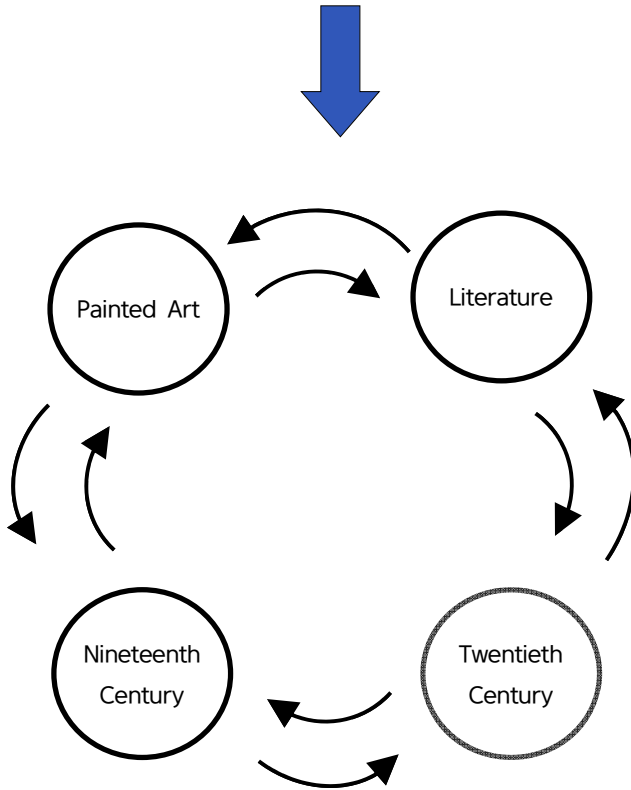 Painted Art
Literature
Nineteenth
Century
Twentieth
Century